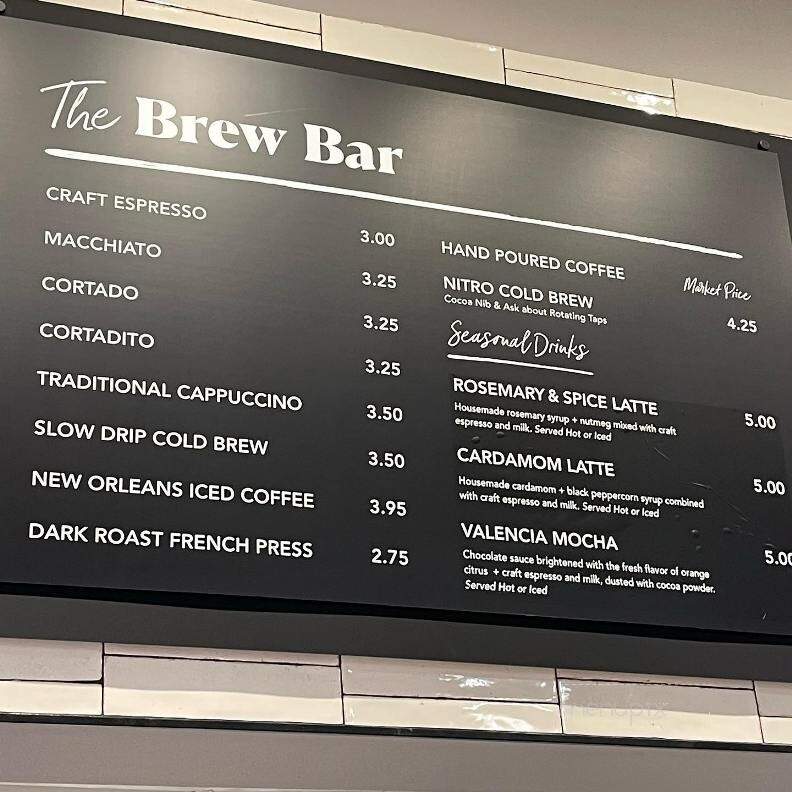 The Brew Bar
CRAFT ESPRESSO 3.00
MACCHIATO 3.25
CORTADO 3.25
CORTADITO 3.25
TRADITIONAL CAPPUCCINO 3.50
SLOW DRIP COLD BREW 3.50
NEW ORLEANS ICED COFFEE 3.95
DARK ROAST FRENCH PRESS 2.75
HAND POURED COFFEE Market Price
NITRO COLD BREW 4.25
Cocoa Nib & Ask about Rotating Taps
Seasonal Drinks
ROSEMARY & SPICE LATTE 5.00
Housemade rosemary syrup + nutmeg mixed with craft
espresso and milk. Served Hot or Iced
CARDAMOM LATTE 5.00
Housemade cardamom + black peppercorn syrup combined
with craft espresso and milk. Served Hot or Iced
VALENCIA MOCHA 5.00
Chocolate sauce brightened with the fresh flavor of orange
citrus + craft espresso and milk, dusted with cocoa powder.
Served Hot or Iced